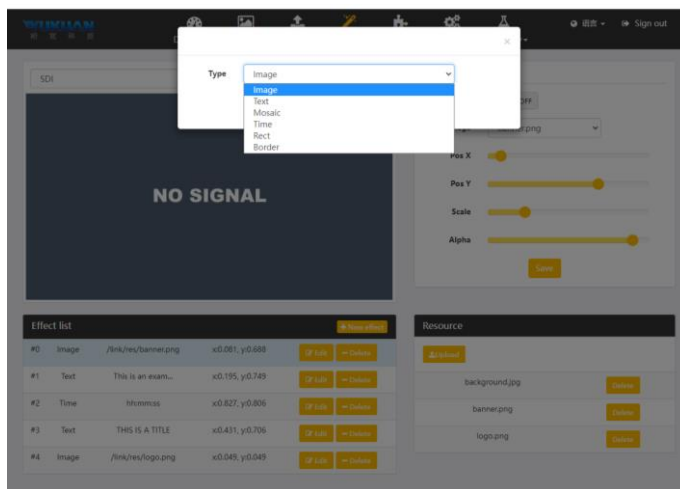 语言
Sign out
×
SDI
Type
Image
Image
Text
Mosaic
Time
Rect
Border
OFF
Pos X
Pos Y
NO SIGNAL
Scale
Alpha
Save
Effect list
New effect
Resource
#0 Image /link/res/banner.png x:0.081, y:0.688 Edit Delete
Upload
#1 Text This is an exam... x:0.195, y:0.749 Edit Delete
background.jpg Delete
#2 Time hh:mm:ss x:0.827, y:0.806 Edit Delete
banner.png Delete
#3 Text THIS IS A TITLE x:0.431, y:0.706 Edit Delete
logo.png Delete
#4 Image /link/res/logo.png x:0.049, y:0.049 Edit Delete